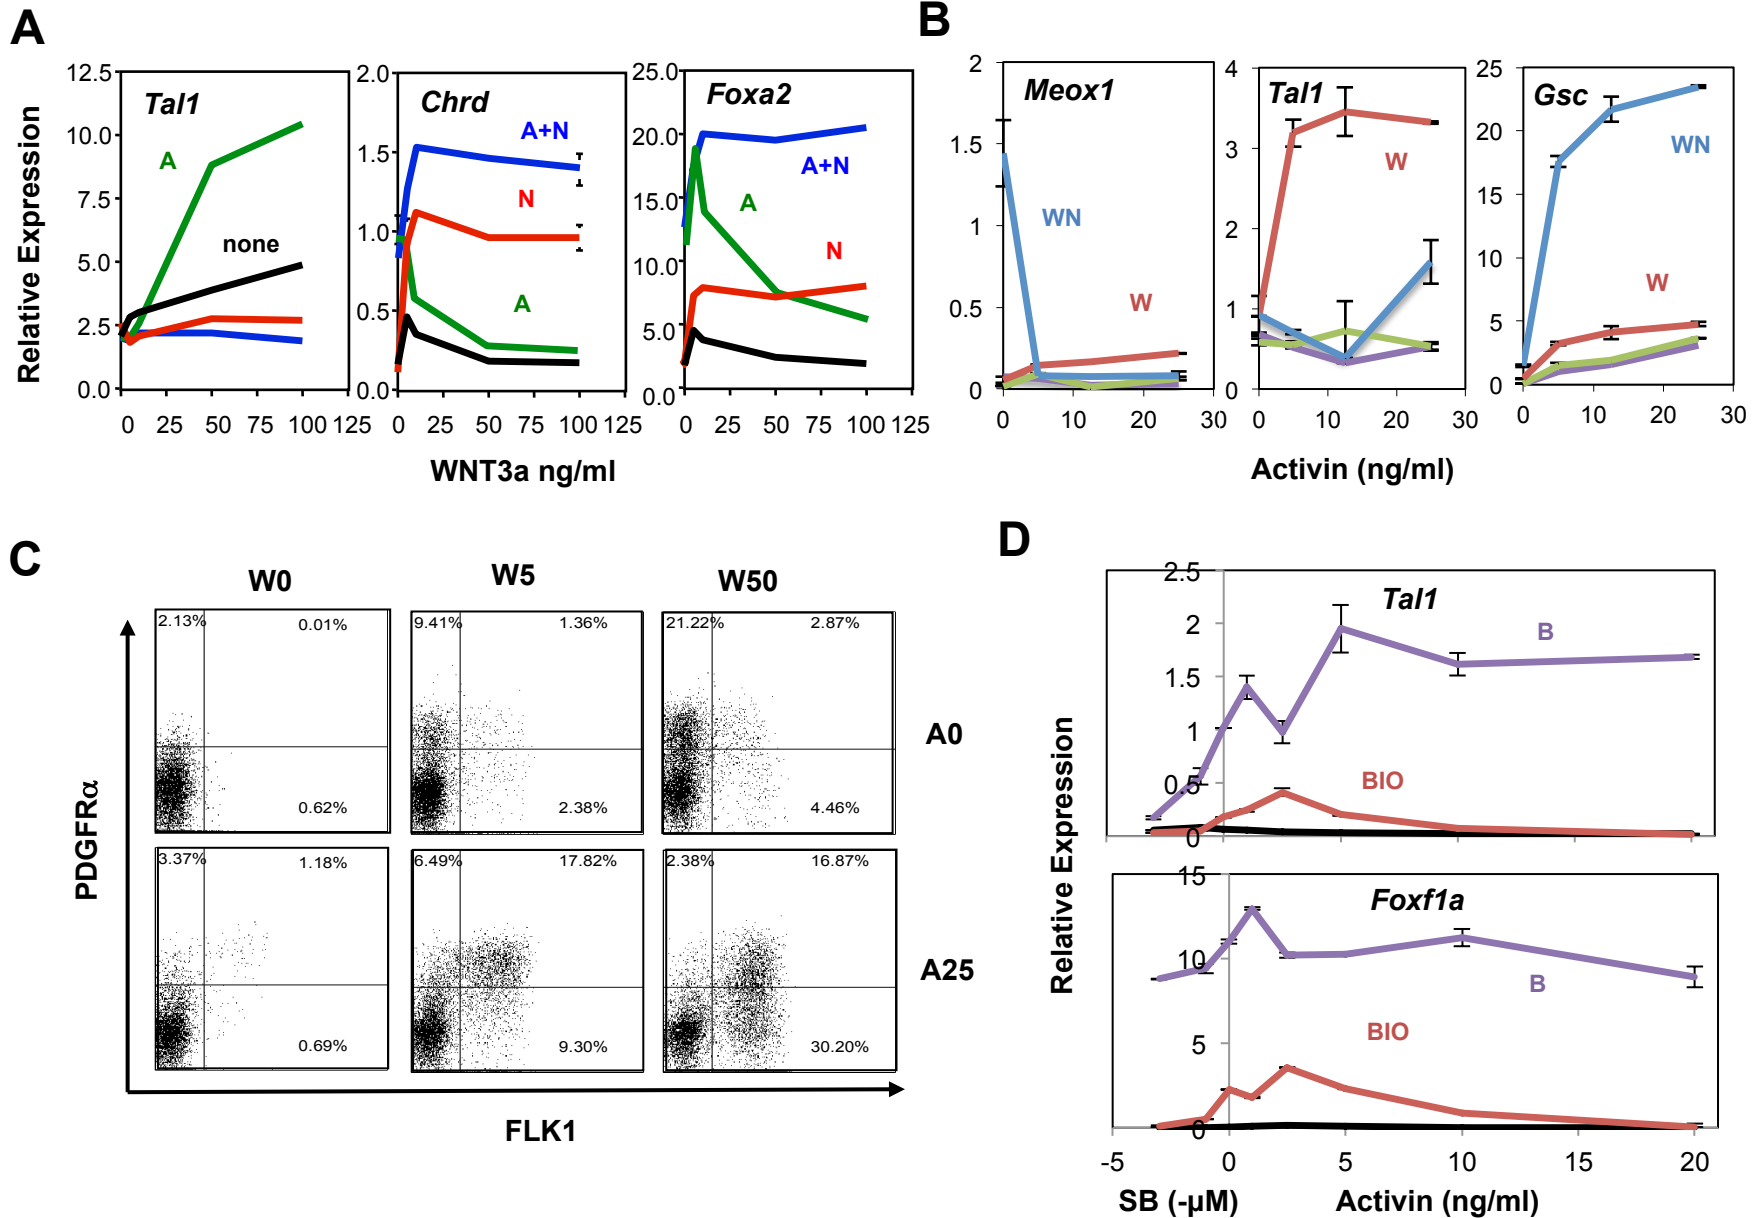 A
B
Tal1
Chrd
Foxa2
Meox1
Tal1
Gsc
Relative Expression
12.5
10.0
7.5
5.0
2.5
0.0
A
none
0 25 50 75 100 125
2.0
1.5
1.0
0.5
0.0
A+N
N
A
0 25 50 75 100 125
25.0
20.0
15.0
10.0
5.0
0.0
A+N
A
N
0 25 50 75 100 125
WNT3a ng/ml
2
1.5
1
0.5
0
WN
W
0 10 20 30
4
3
2
1
0
W
0 10 20 30
25
20
15
10
5
0
WN
W
0 10 20 30
Activin (ng/ml)
C
W0 W5 W50
2.13% 0.01%
0.62%
9.41% 1.36%
2.38%
21.22% 2.87%
4.46%
A0
3.37% 1.18%
0.69%
6.49% 17.82%
9.30%
2.38% 16.87%
30.20%
A25
PDGFRα
FLK1
D
Relative Expression
2.5
2
1.5
1
0.5
0
Tal1
B
BIO
15
10
5
0
Foxf1a
B
BIO
-5 0 5 10 15 20
SB (-µM) Activin (ng/ml)